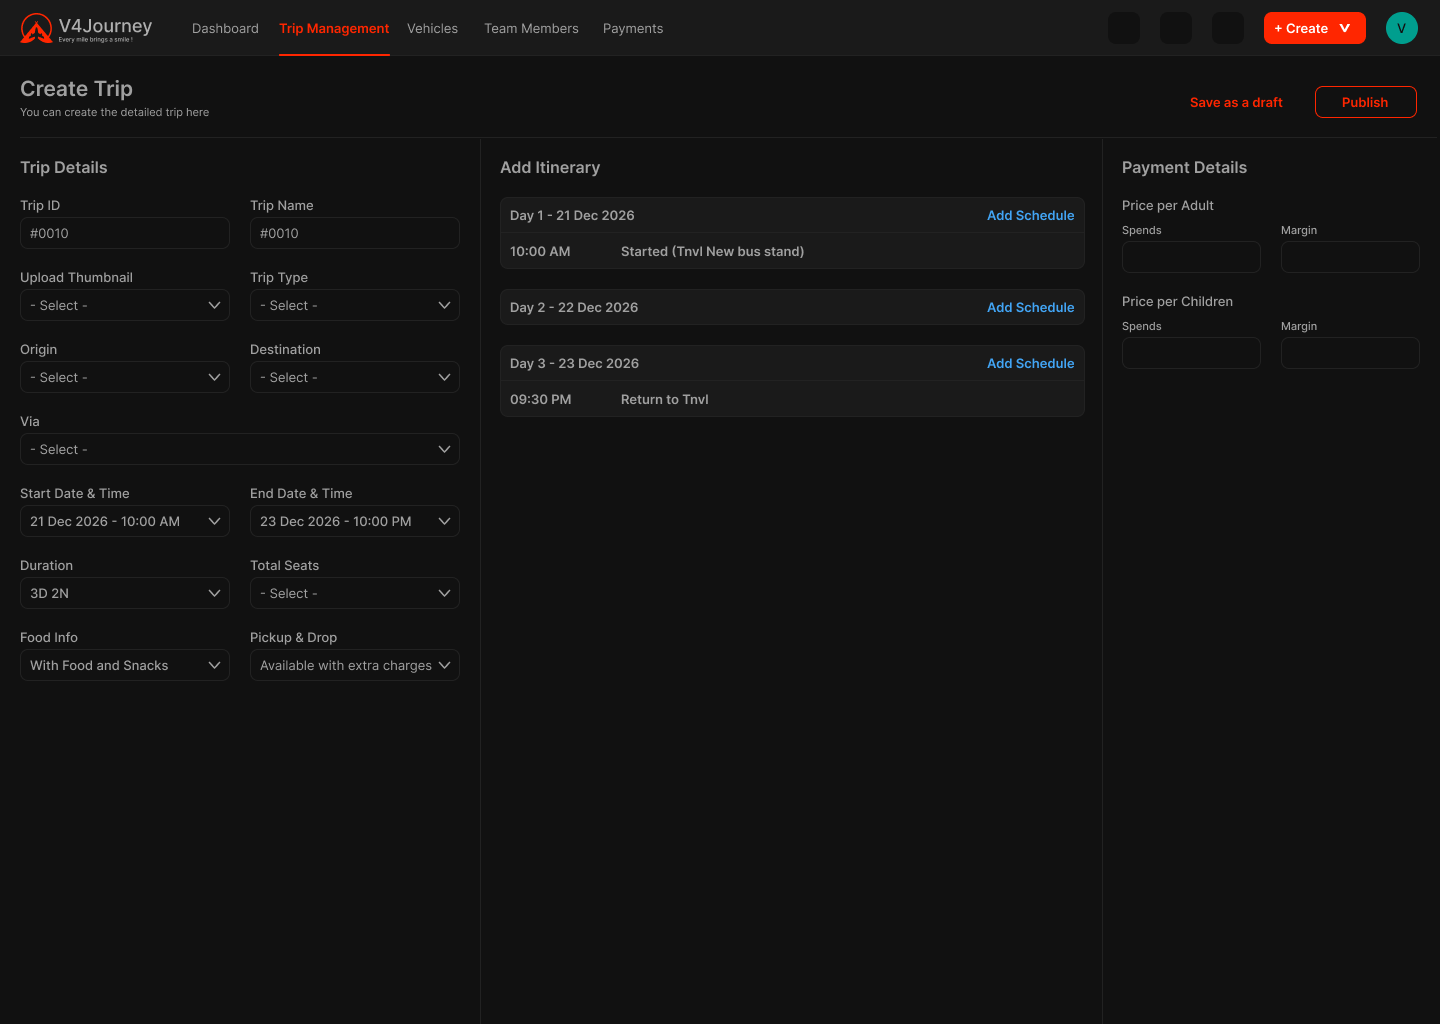 V4Journey
Every mile brings a smile !
Dashboard
Trip Management
Vehicles
Team Members
Payments
+ Create
V
Create Trip
You can create the detailed trip here
Save as a draft
Publish
Trip Details
Trip ID
Trip Name
#0010
#0010
Upload Thumbnail
Trip Type
- Select -
- Select -
Origin
Destination
- Select -
- Select -
Via
- Select -
Start Date & Time
End Date & Time
21 Dec 2026 - 10:00 AM
23 Dec 2026 - 10:00 PM
Duration
Total Seats
3D 2N
- Select -
Food Info
Pickup & Drop
With Food and Snacks
Available with extra charges
Add Itinerary
Day 1 - 21 Dec 2026
Add Schedule
10:00 AM
Started (Tnvl New bus stand)
Day 2 - 22 Dec 2026
Add Schedule
Day 3 - 23 Dec 2026
Add Schedule
09:30 PM
Return to Tnvl
Payment Details
Price per Adult
Spends
Margin
Price per Children
Spends
Margin